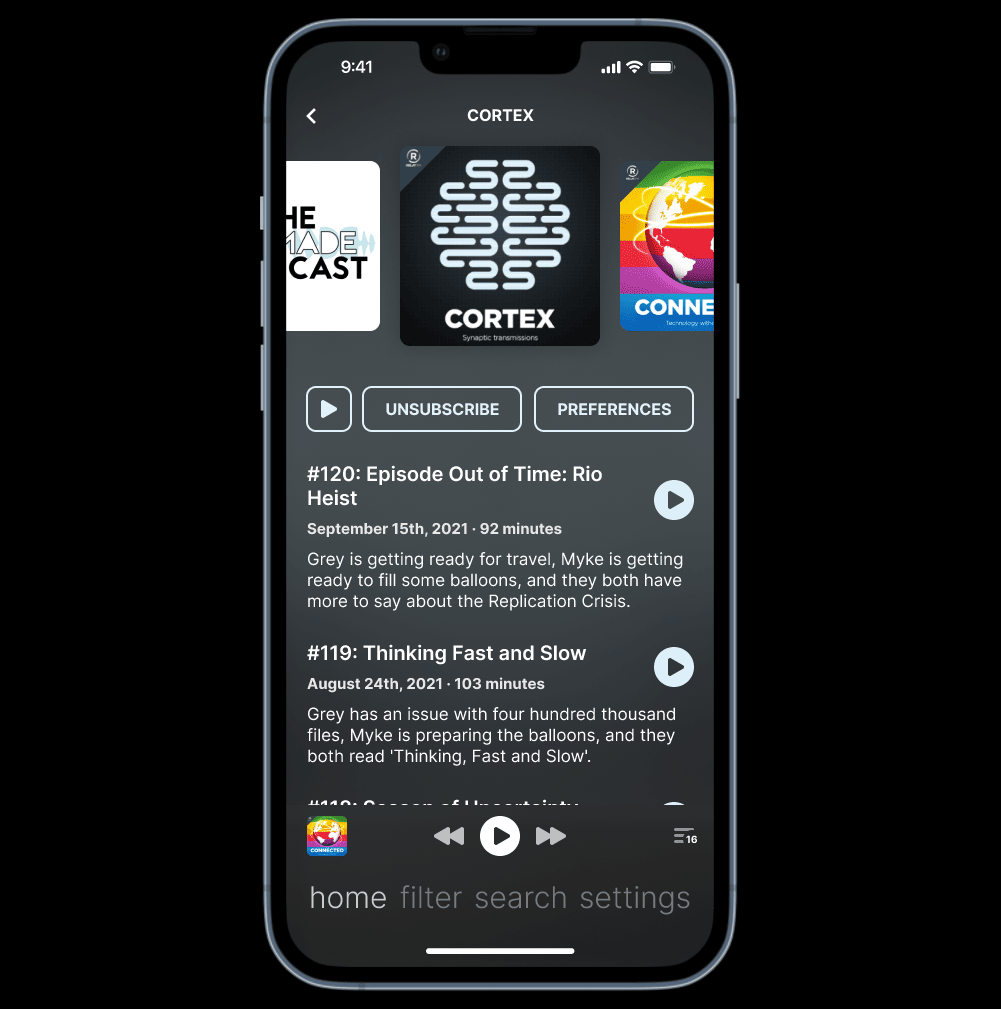 9:41
CORTEX
HE
MADE
CAST
R
CORTEX
Synaptic transmissions
R
CONNE
Technology with
UNSUBSCRIBE
PREFERENCES
#120: Episode Out of Time: Rio
Heist
September 15th, 2021 · 92 minutes
Grey is getting ready for travel, Myke is getting
ready to fill some balloons, and they both have
more to say about the Replication Crisis.
#119: Thinking Fast and Slow
August 24th, 2021 · 103 minutes
Grey has an issue with four hundred thousand
files, Myke is preparing the balloons, and they
both read 'Thinking, Fast and Slow'.
#118: Season of Uncertainty
CONNECTED
16
home filter search settings